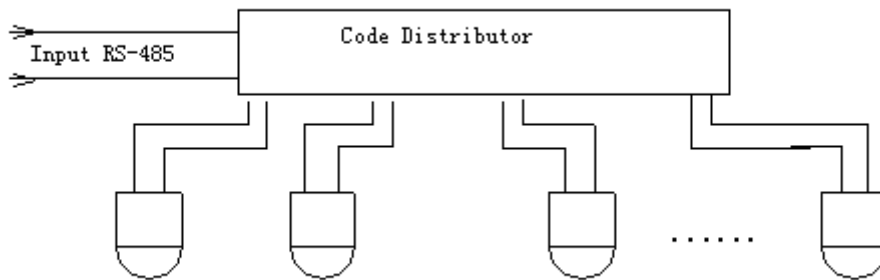 Code Distributor
Input RS-485
......